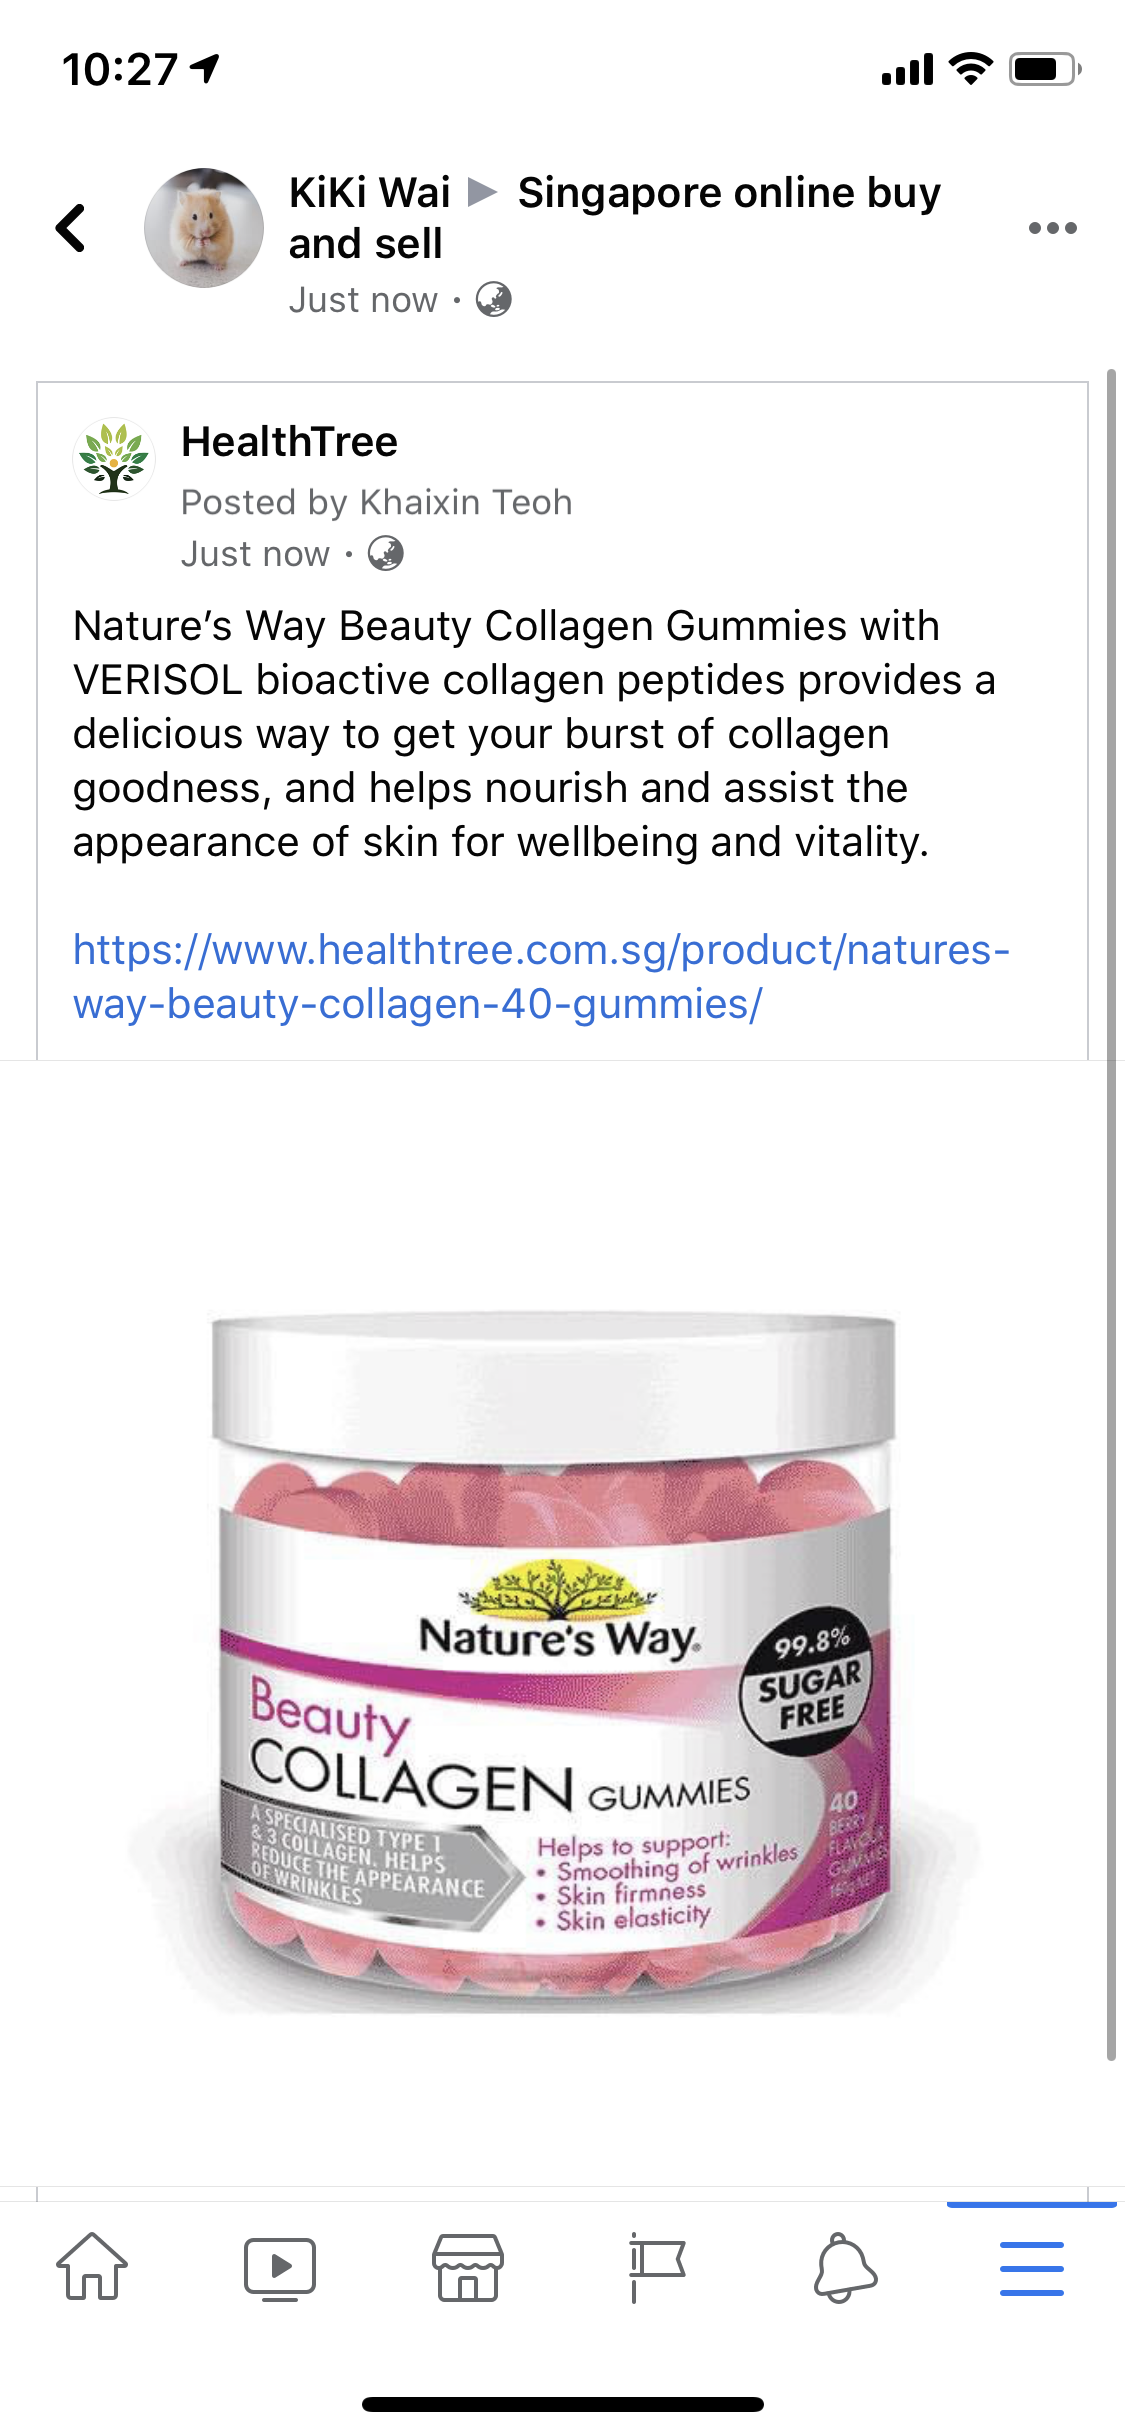 10:27
KiKi Wai ▶ Singapore online buy
and sell
Just now ·
HealthTree
Posted by Khaixin Teoh
Just now ·
Nature’s Way Beauty Collagen Gummies with
VERISOL bioactive collagen peptides provides a
delicious way to get your burst of collagen
goodness, and helps nourish and assist the
appearance of skin for wellbeing and vitality.
https://www.healthtree.com.sg/product/natures-
way-beauty-collagen-40-gummies/
Nature's Way
99.8%
SUGAR
FREE
Beauty
COLLAGEN GUMMIES
A SPECIALISED TYPE 1
& 3 COLLAGEN. HELPS
REDUCE THE APPEARANCE
OF WRINKLES
Helps to support:
• Smoothing of wrinkles
• Skin firmness
• Skin elasticity
40
BERRY